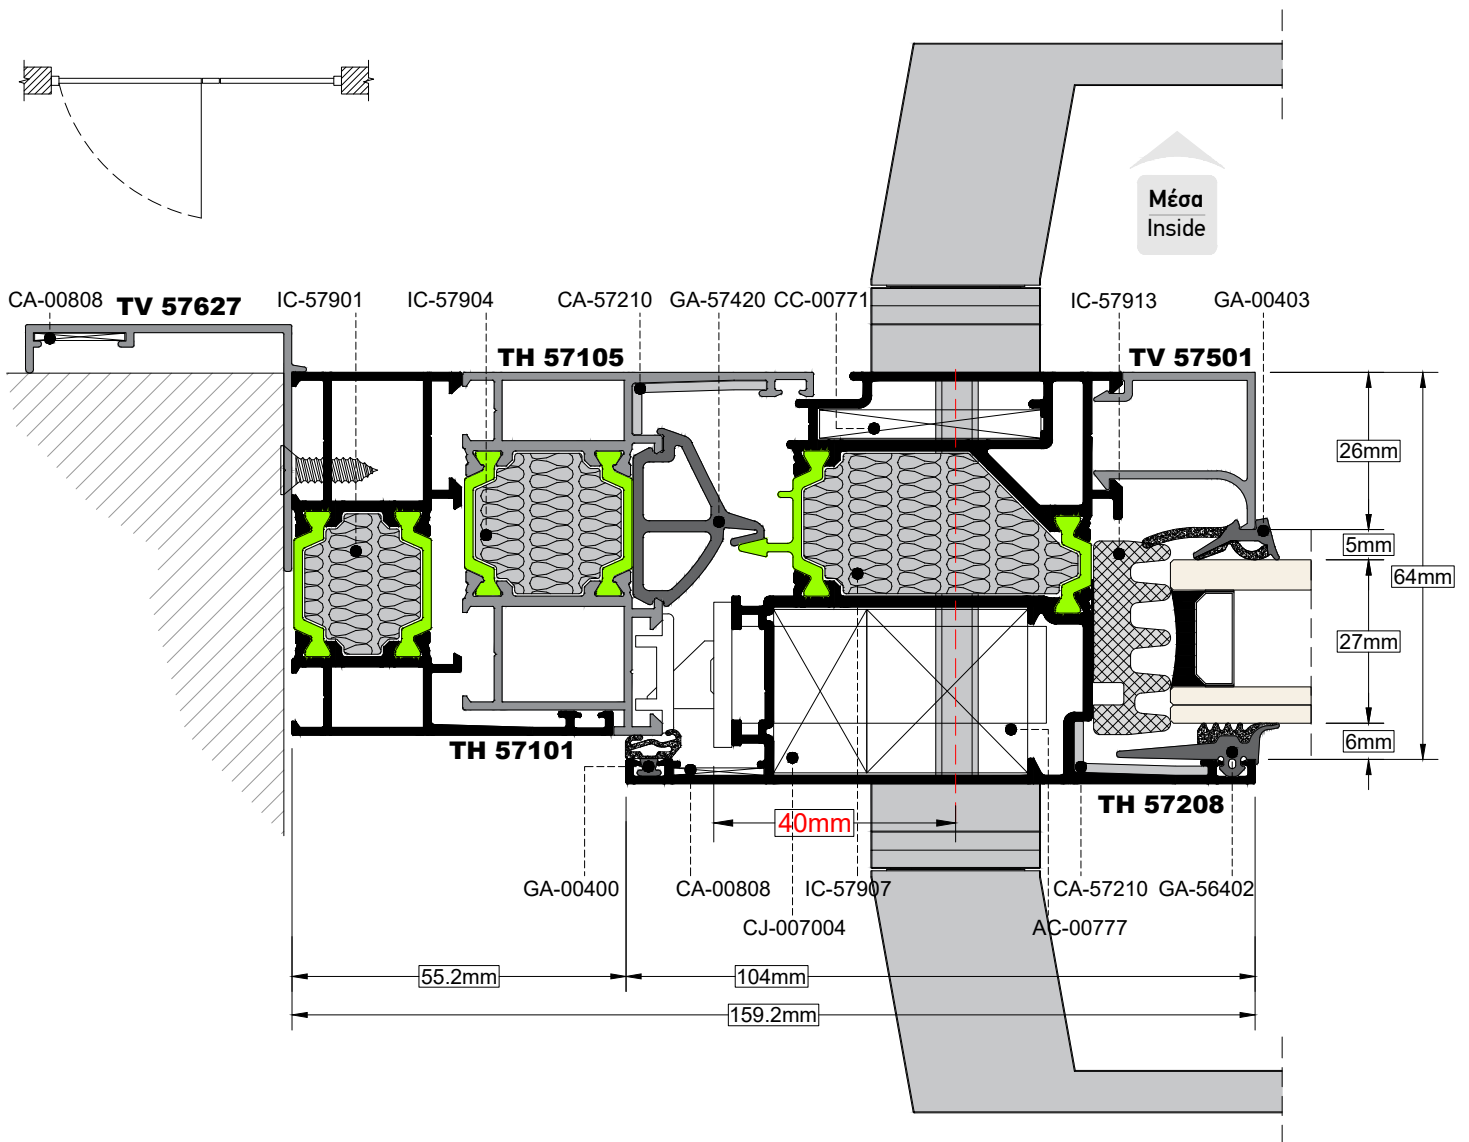 Μέσα
Inside
CA-00808
TV 57627
IC-57901
IC-57904
CA-57210
GA-57420
CC-00771
IC-57913
GA-00403
TH 57105
TV 57501
26mm
5mm
64mm
27mm
6mm
TH 57101
TH 57208
40mm
GA-00400
CA-00808
IC-57907
CA-57210
GA-56402
CJ-007004
AC-00777
55.2mm
104mm
159.2mm